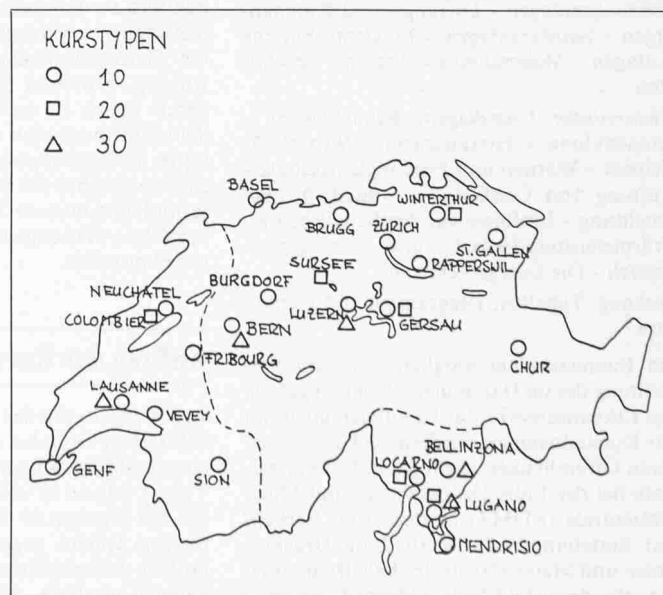 KURSTYPEN
10
20
30
BASEL
BRUGG
ZÜRICH
WINTERTHUR
ST. GALLEN
RAPPERSWIL
SURSEE
NEUCHÂTEL
BURGDORF
COLOMBIER
BERN
LUZERN
GERSAU
FRIBOURG
CHUR
LAUSANNE
VEVEY
GENF
SION
BELLINZONA
LOCARNO
LUGANO
MENDRISIO